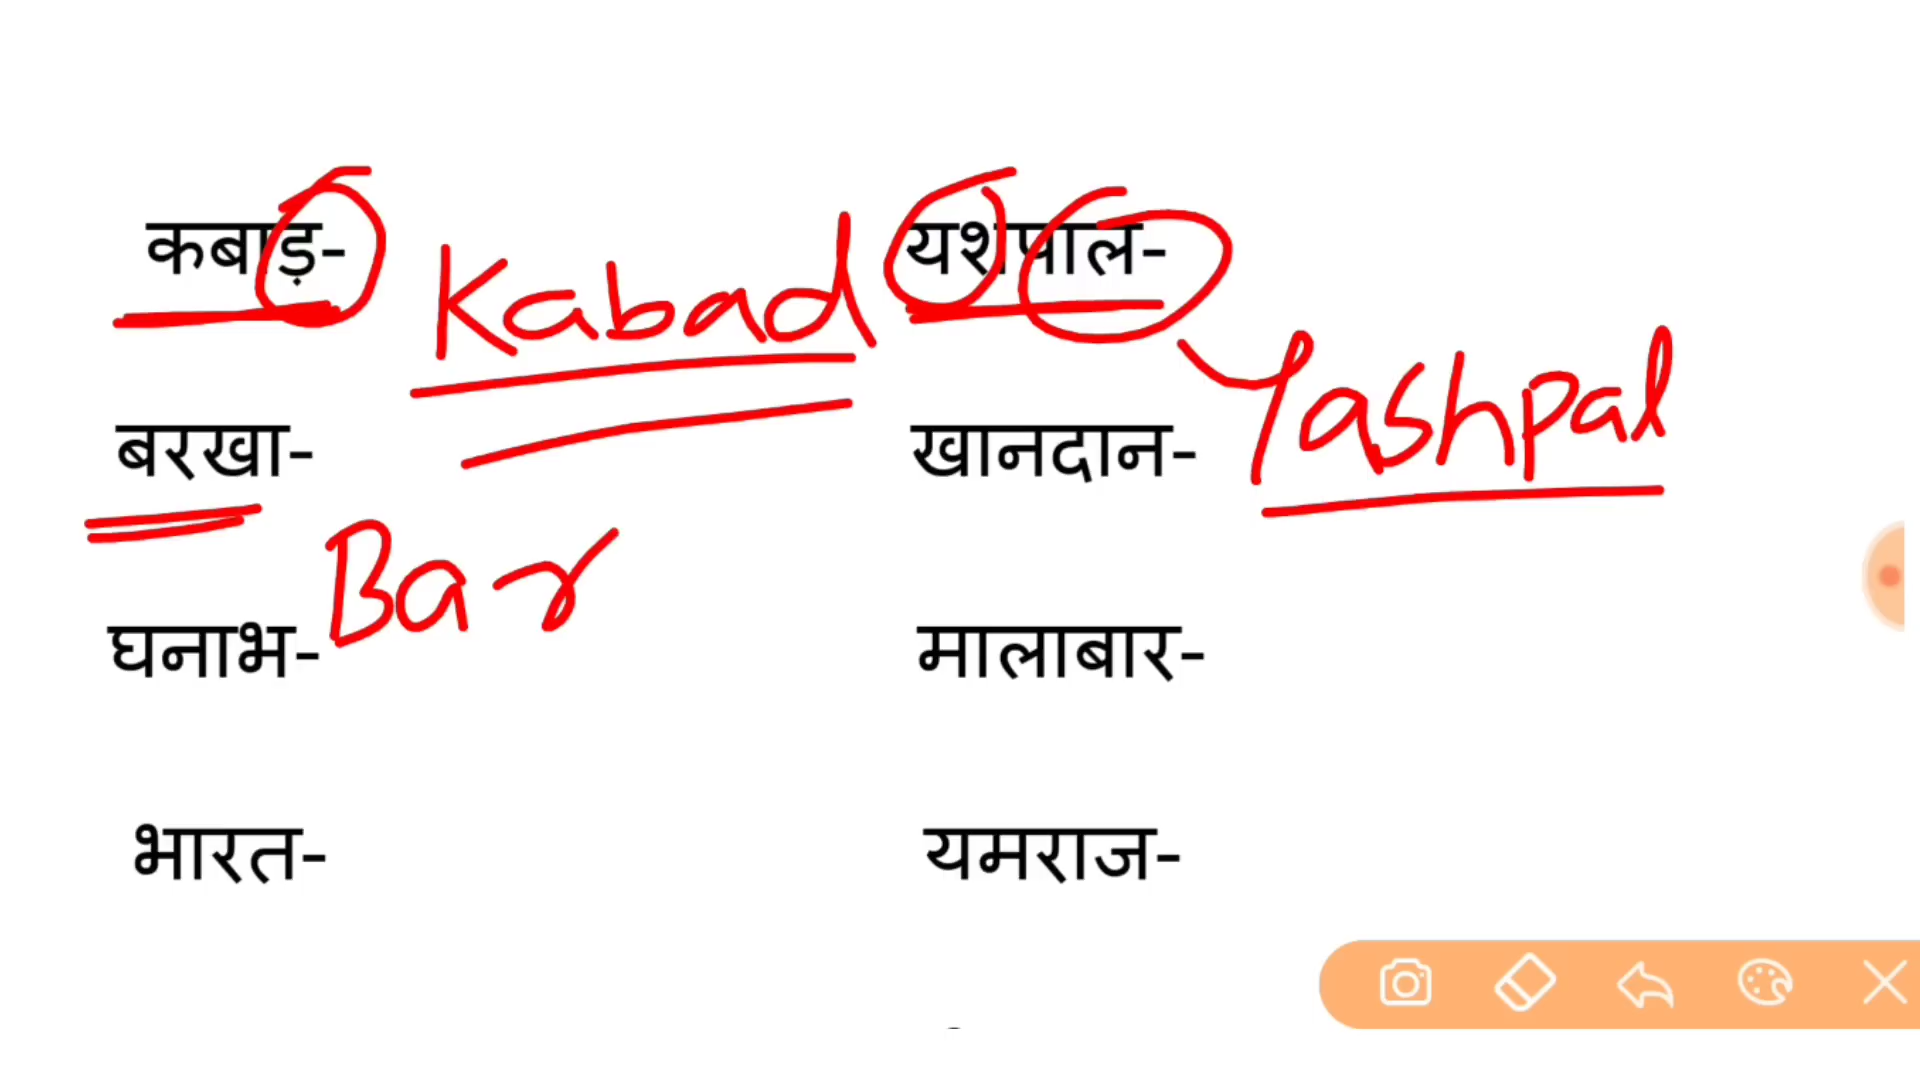 कबाड़- Kabad यशपाल-
Yashpal
बरखा- खानदान-
Bar
घनाभ- मालाबार-
भारत- यमराज-